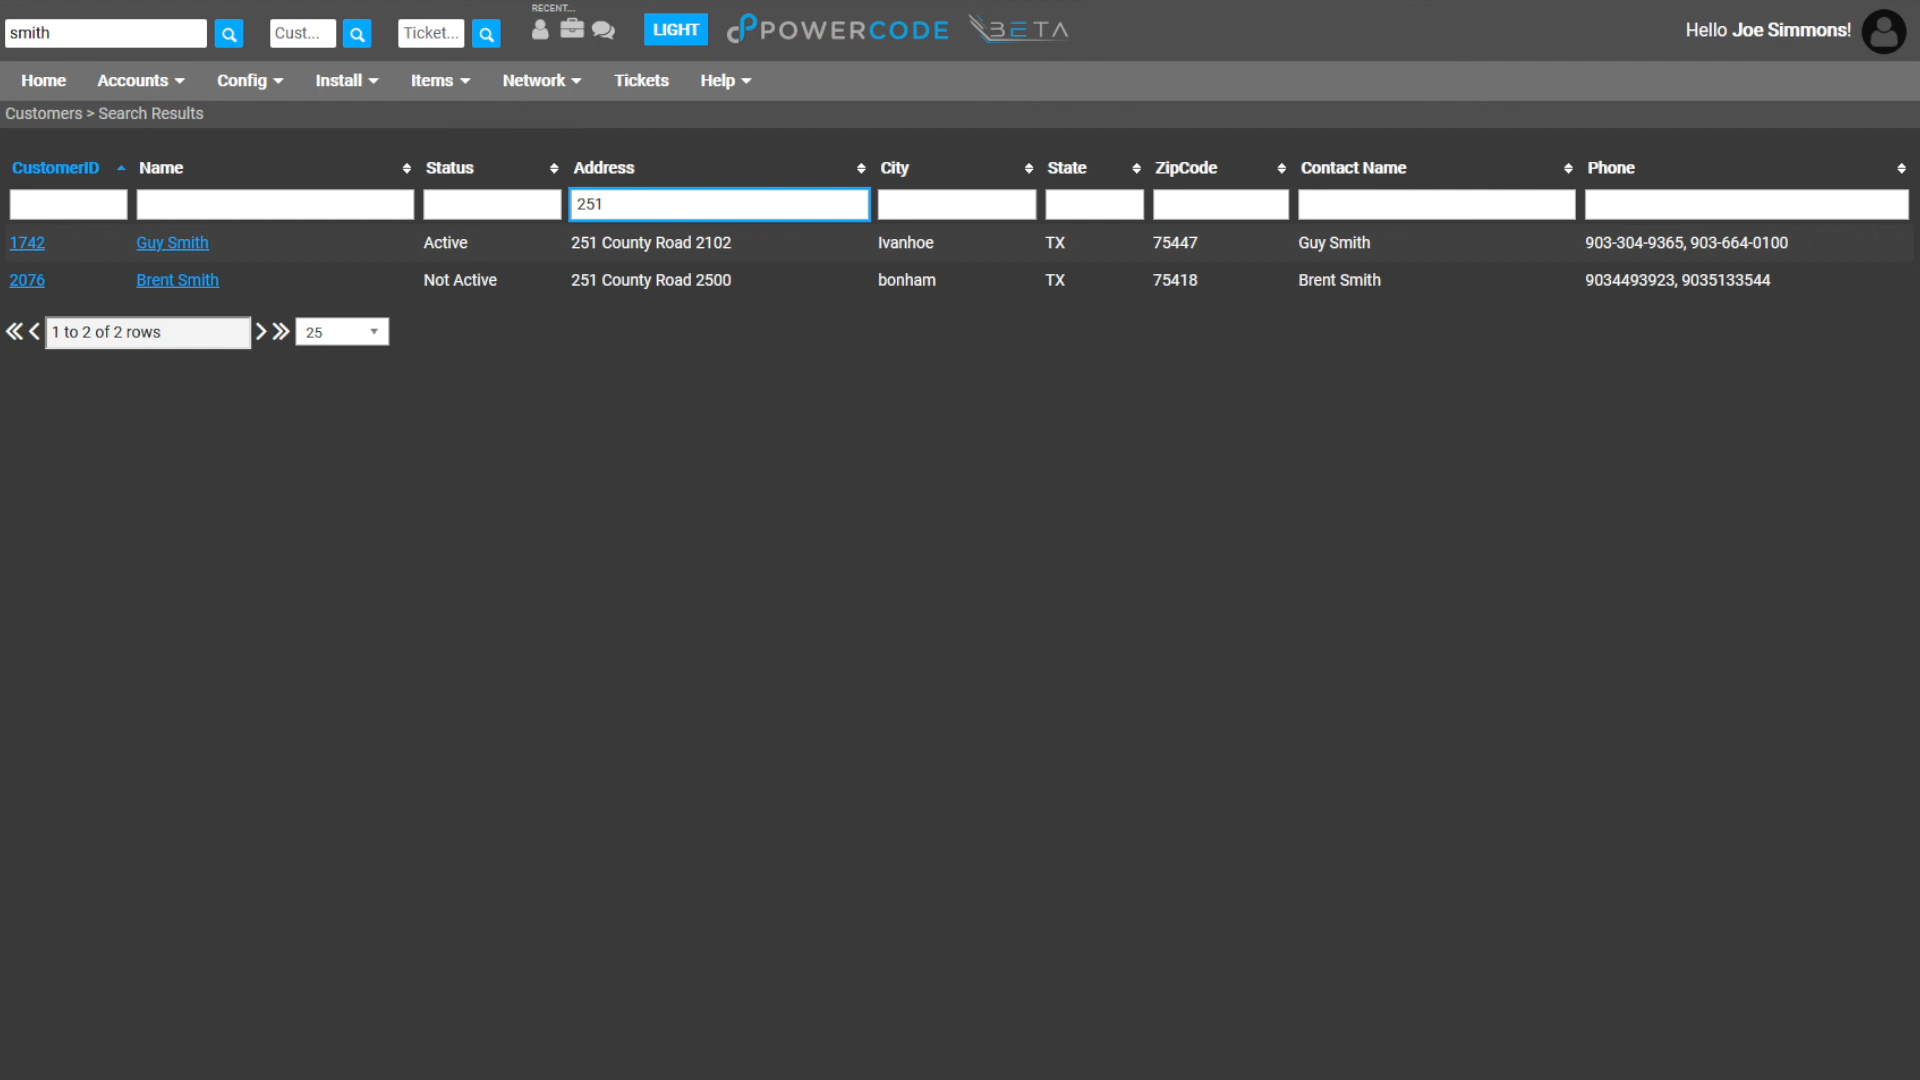 RECENT...
smith Cust... Ticket... LIGHT POWERCODE BETA Hello Joe Simmons!
Home Accounts Config Install Items Network Tickets Help
Customers > Search Results
CustomerID Name Status Address City State ZipCode Contact Name Phone
251
1742 Guy Smith Active 251 County Road 2102 Ivanhoe TX 75447 Guy Smith 903-304-9365, 903-664-0100
2076 Brent Smith Not Active 251 County Road 2500 bonham TX 75418 Brent Smith 9034493923, 9035133544
1 to 2 of 2 rows 25